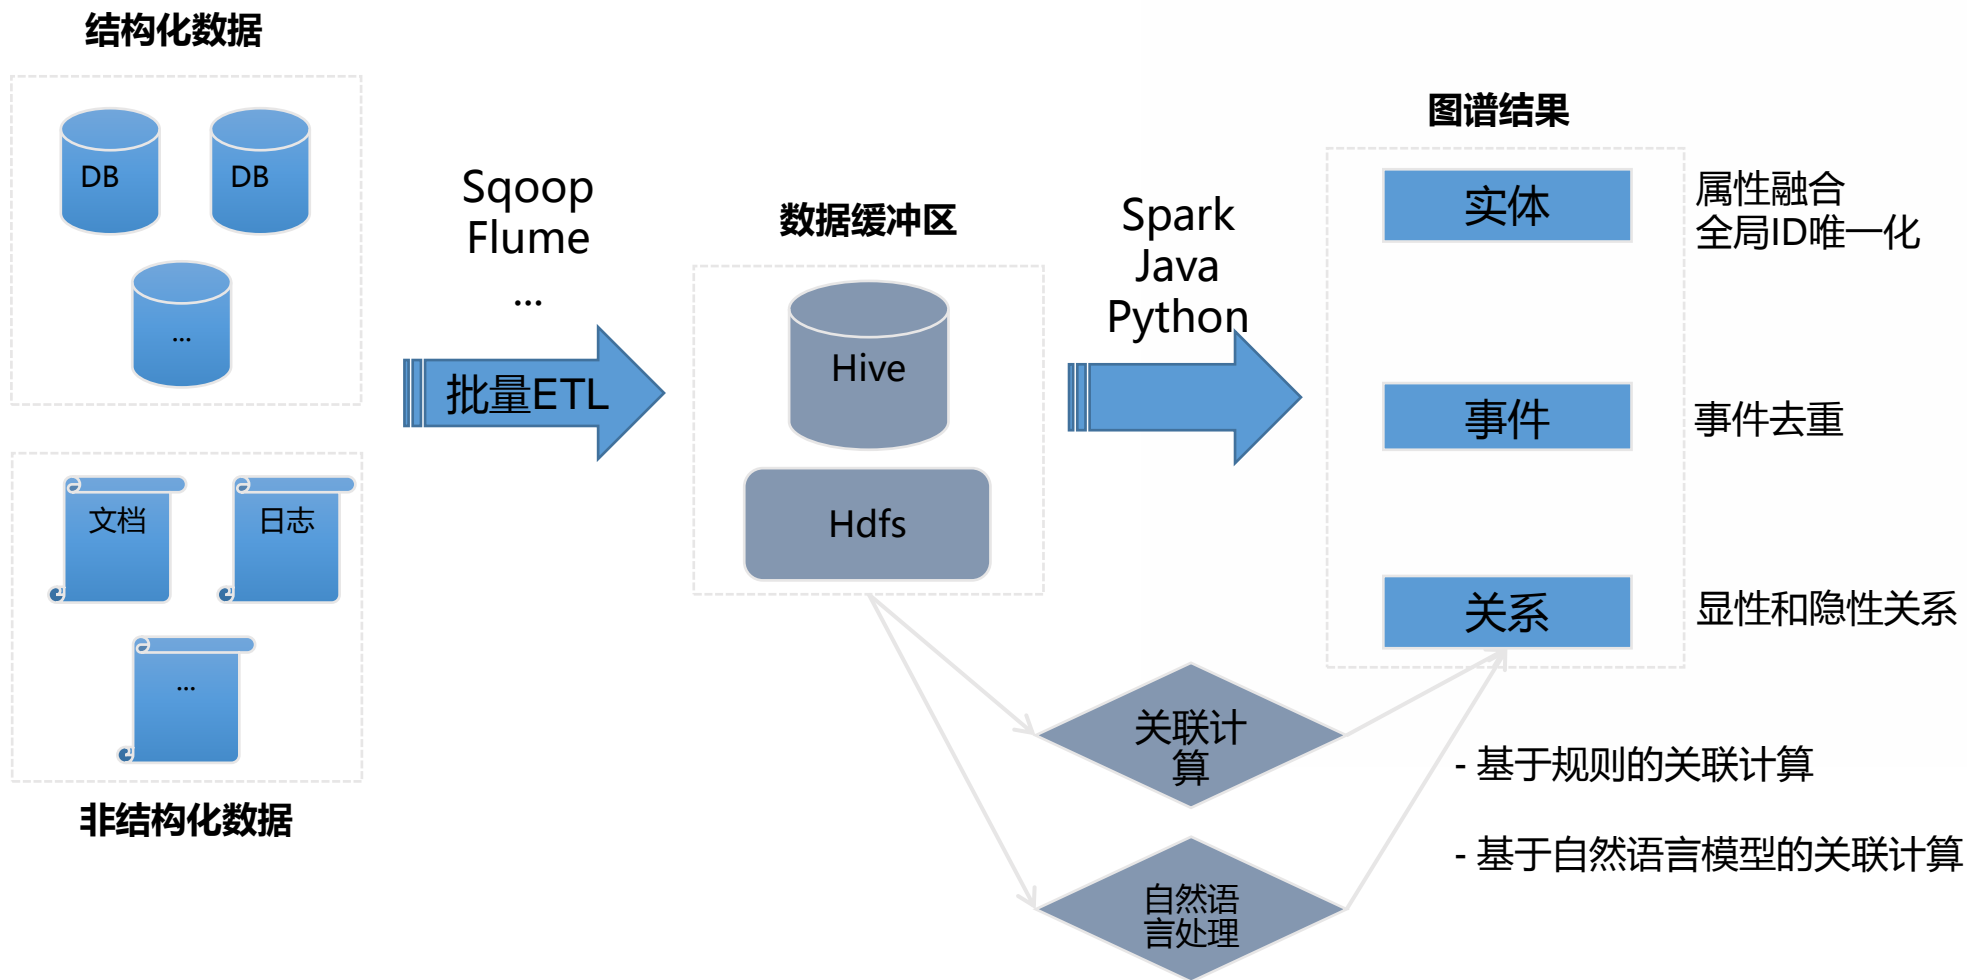 结构化数据
DB
DB
...
文档
日志
...
非结构化数据
Sqoop
Flume
...
批量ETL
数据缓冲区
Hive
Hdfs
Spark
Java
Python
图谱结果
实体
属性融合
全局ID唯一化
事件
事件去重
关系
显性和隐性关系
关联计
算
- 基于规则的关联计算
- 基于自然语言模型的关联计算
自然语
言处理